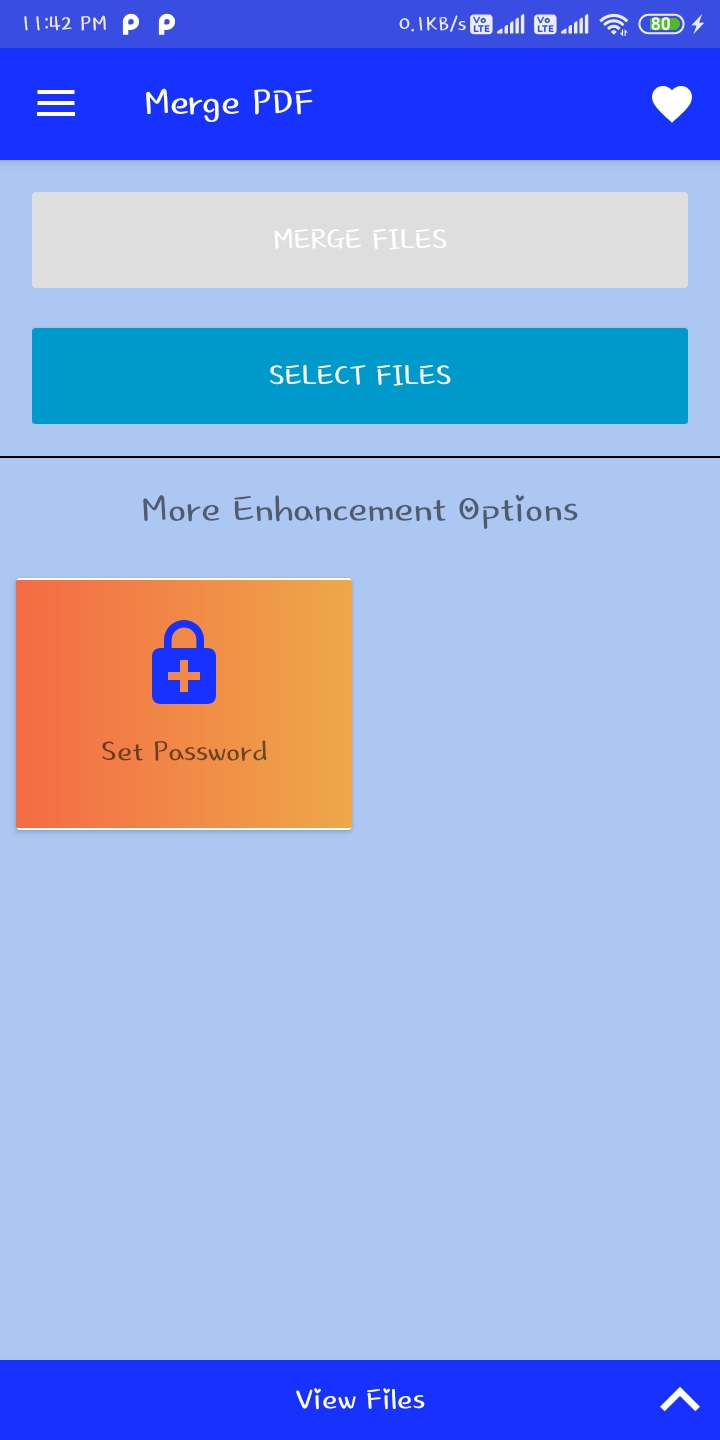 11:42 PM 0.1KB/s Vo LTE Vo LTE 80
Merge PDF
MERGE FILES
SELECT FILES
More Enhancement Options
Set Password
View Files